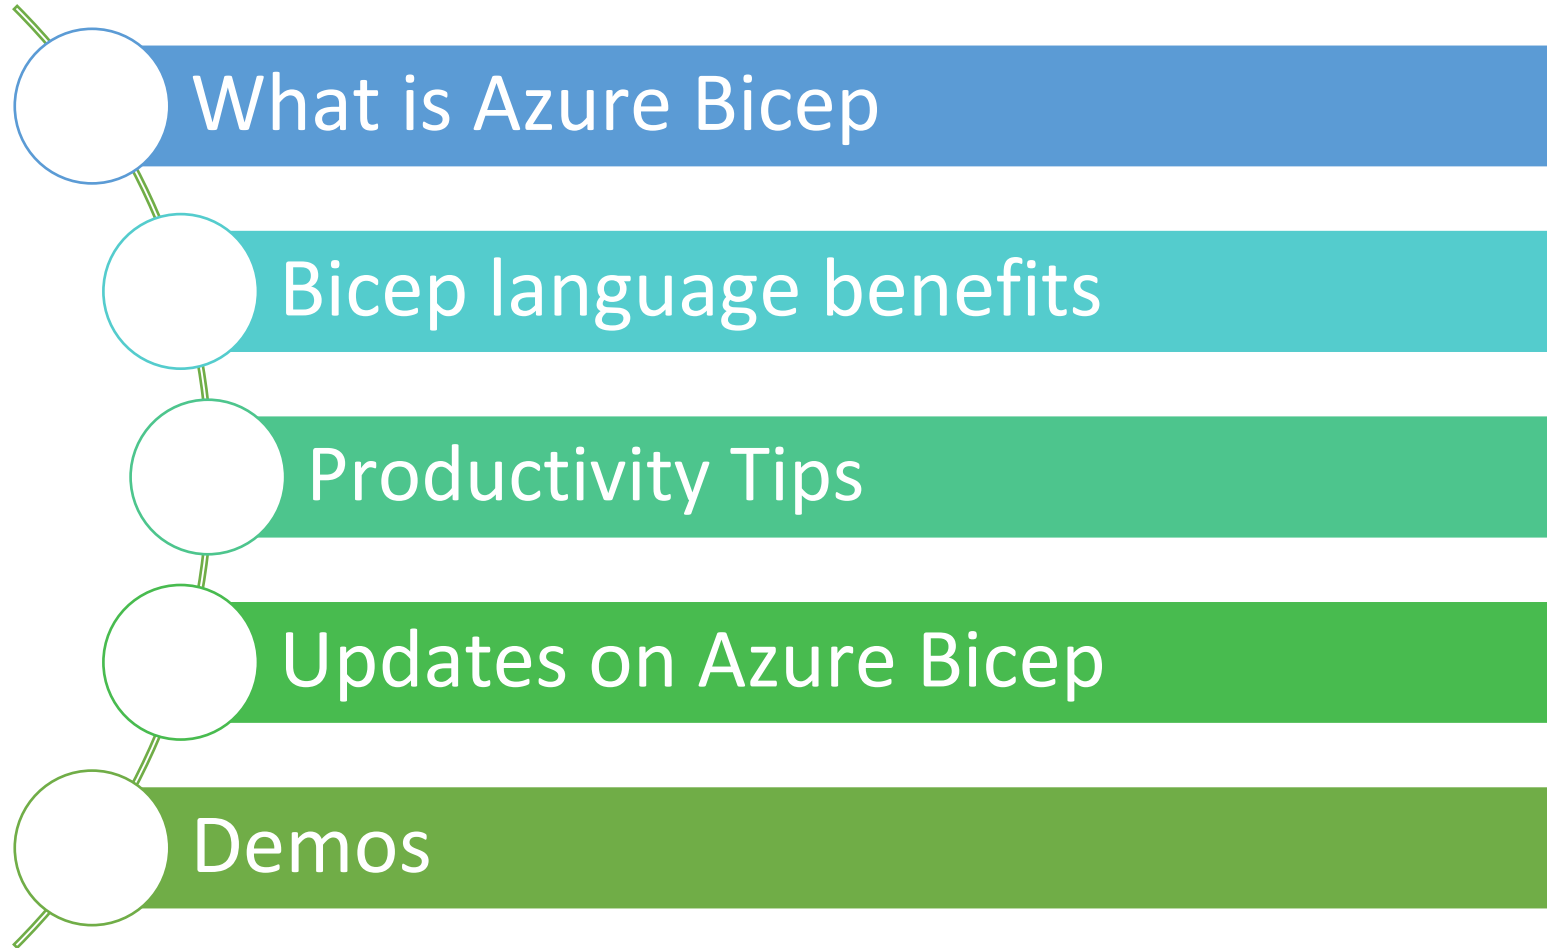 What is Azure Bicep
Bicep language benefits
Productivity Tips
Updates on Azure Bicep
Demos